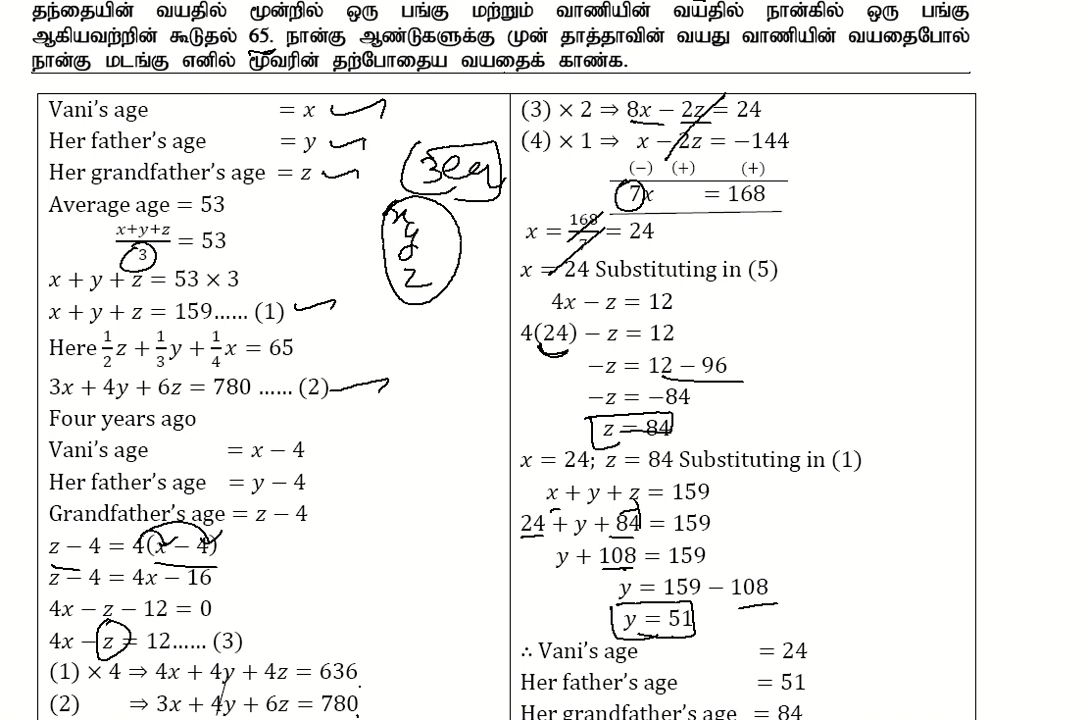 தந்தையின் வயதில் மூன்றில் ஒரு பங்கு மற்றும் வாணியின் வயதில் நான்கில் ஒரு பங்கு
ஆகியவற்றின் கூடுதல் 65. நான்கு ஆண்டுகளுக்கு முன் தாத்தாவின் வயது வாணியின் வயதைபோல்
நான்கு மடங்கு எனில் மூவரின் தற்போதைய வயதைக் காண்க.
Vani's age = x
Her father's age = y
Her grandfather's age = z
Average age = 53
(x+y+z)/3 = 53
x + y + z = 53 × 3
x + y + z = 159...... (1)
Here 1/2 z + 1/3 y + 1/4 x = 65
3x + 4y + 6z = 780 ...... (2)
Four years ago
Vani's age = x − 4
Her father's age = y − 4
Grandfather's age = z − 4
z − 4 = 4(x − 4)
z − 4 = 4x − 16
4x − z − 12 = 0
4x − z = 12...... (3)
(1) × 4 ⇒ 4x + 4y + 4z = 636
(2) ⇒ 3x + 4y + 6z = 780
x
y
z
(3) × 2 ⇒ 8x − 2z = 24
(4) × 1 ⇒ x − 2z = −144
(−) (+) (+)
7x = 168
x = 168/7 = 24
x = 24 Substituting in (5)
4x − z = 12
4(24) − z = 12
−z = 12 − 96
−z = −84
z = 84
x = 24; z = 84 Substituting in (1)
x + y + z = 159
24 + y + 84 = 159
y + 108 = 159
y = 159 − 108
y = 51
∴ Vani's age = 24
Her father's age = 51
Her grandfather's age = 84